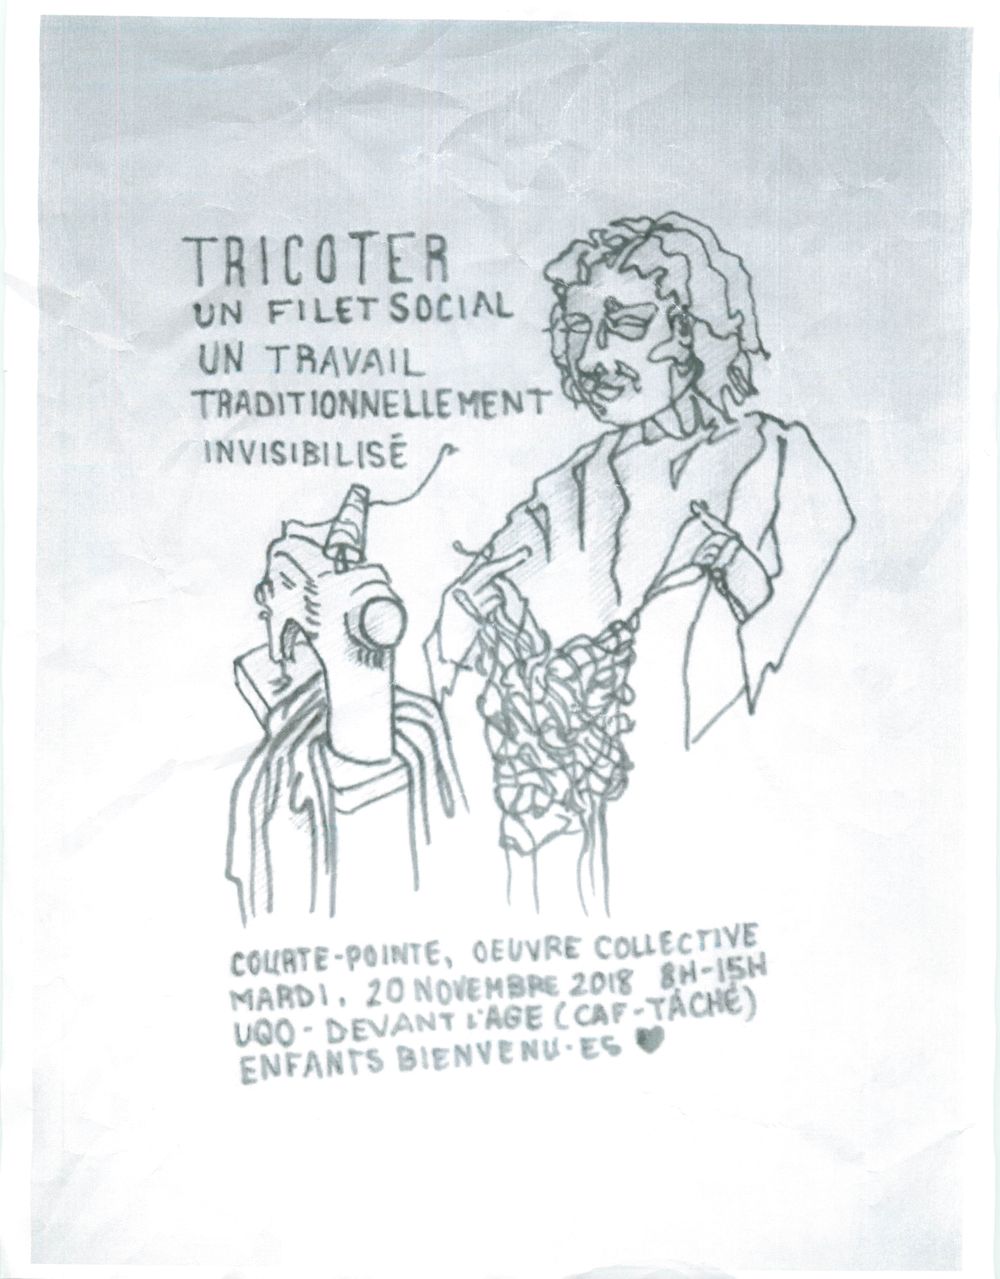 TRICOTER
UN FILET SOCIAL
UN TRAVAIL
TRADITIONNELLEMENT
INVISIBILISÉ
COURTE-POINTE, OEUVRE COLLECTIVE
MARDI, 20 NOVEMBRE 2018 8H-15H
UQO - DEVANT L'AGE (CAF-TÂCHÉ)
ENFANTS BIENVENU·ES ♥